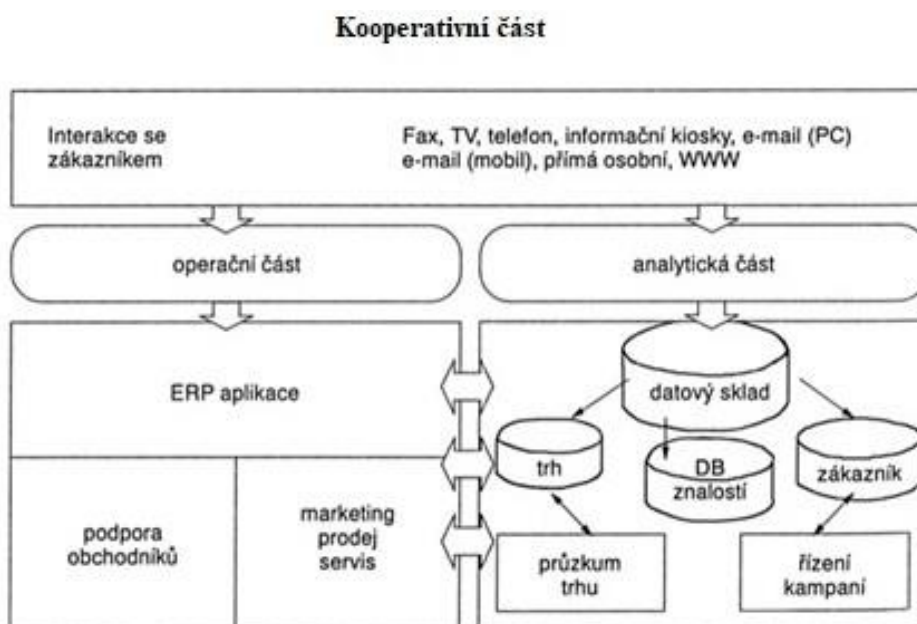 Kooperativní část
Interakce se
zákazníkem
Fax, TV, telefon, informační kiosky, e-mail (PC)
e-mail (mobil), přímá osobní, WWW
operační část
analytická část
ERP aplikace
podpora
obchodníků
marketing
prodej
servis
datový sklad
trh
DB
znalostí
zákazník
průzkum
trhu
řízení
kampaní